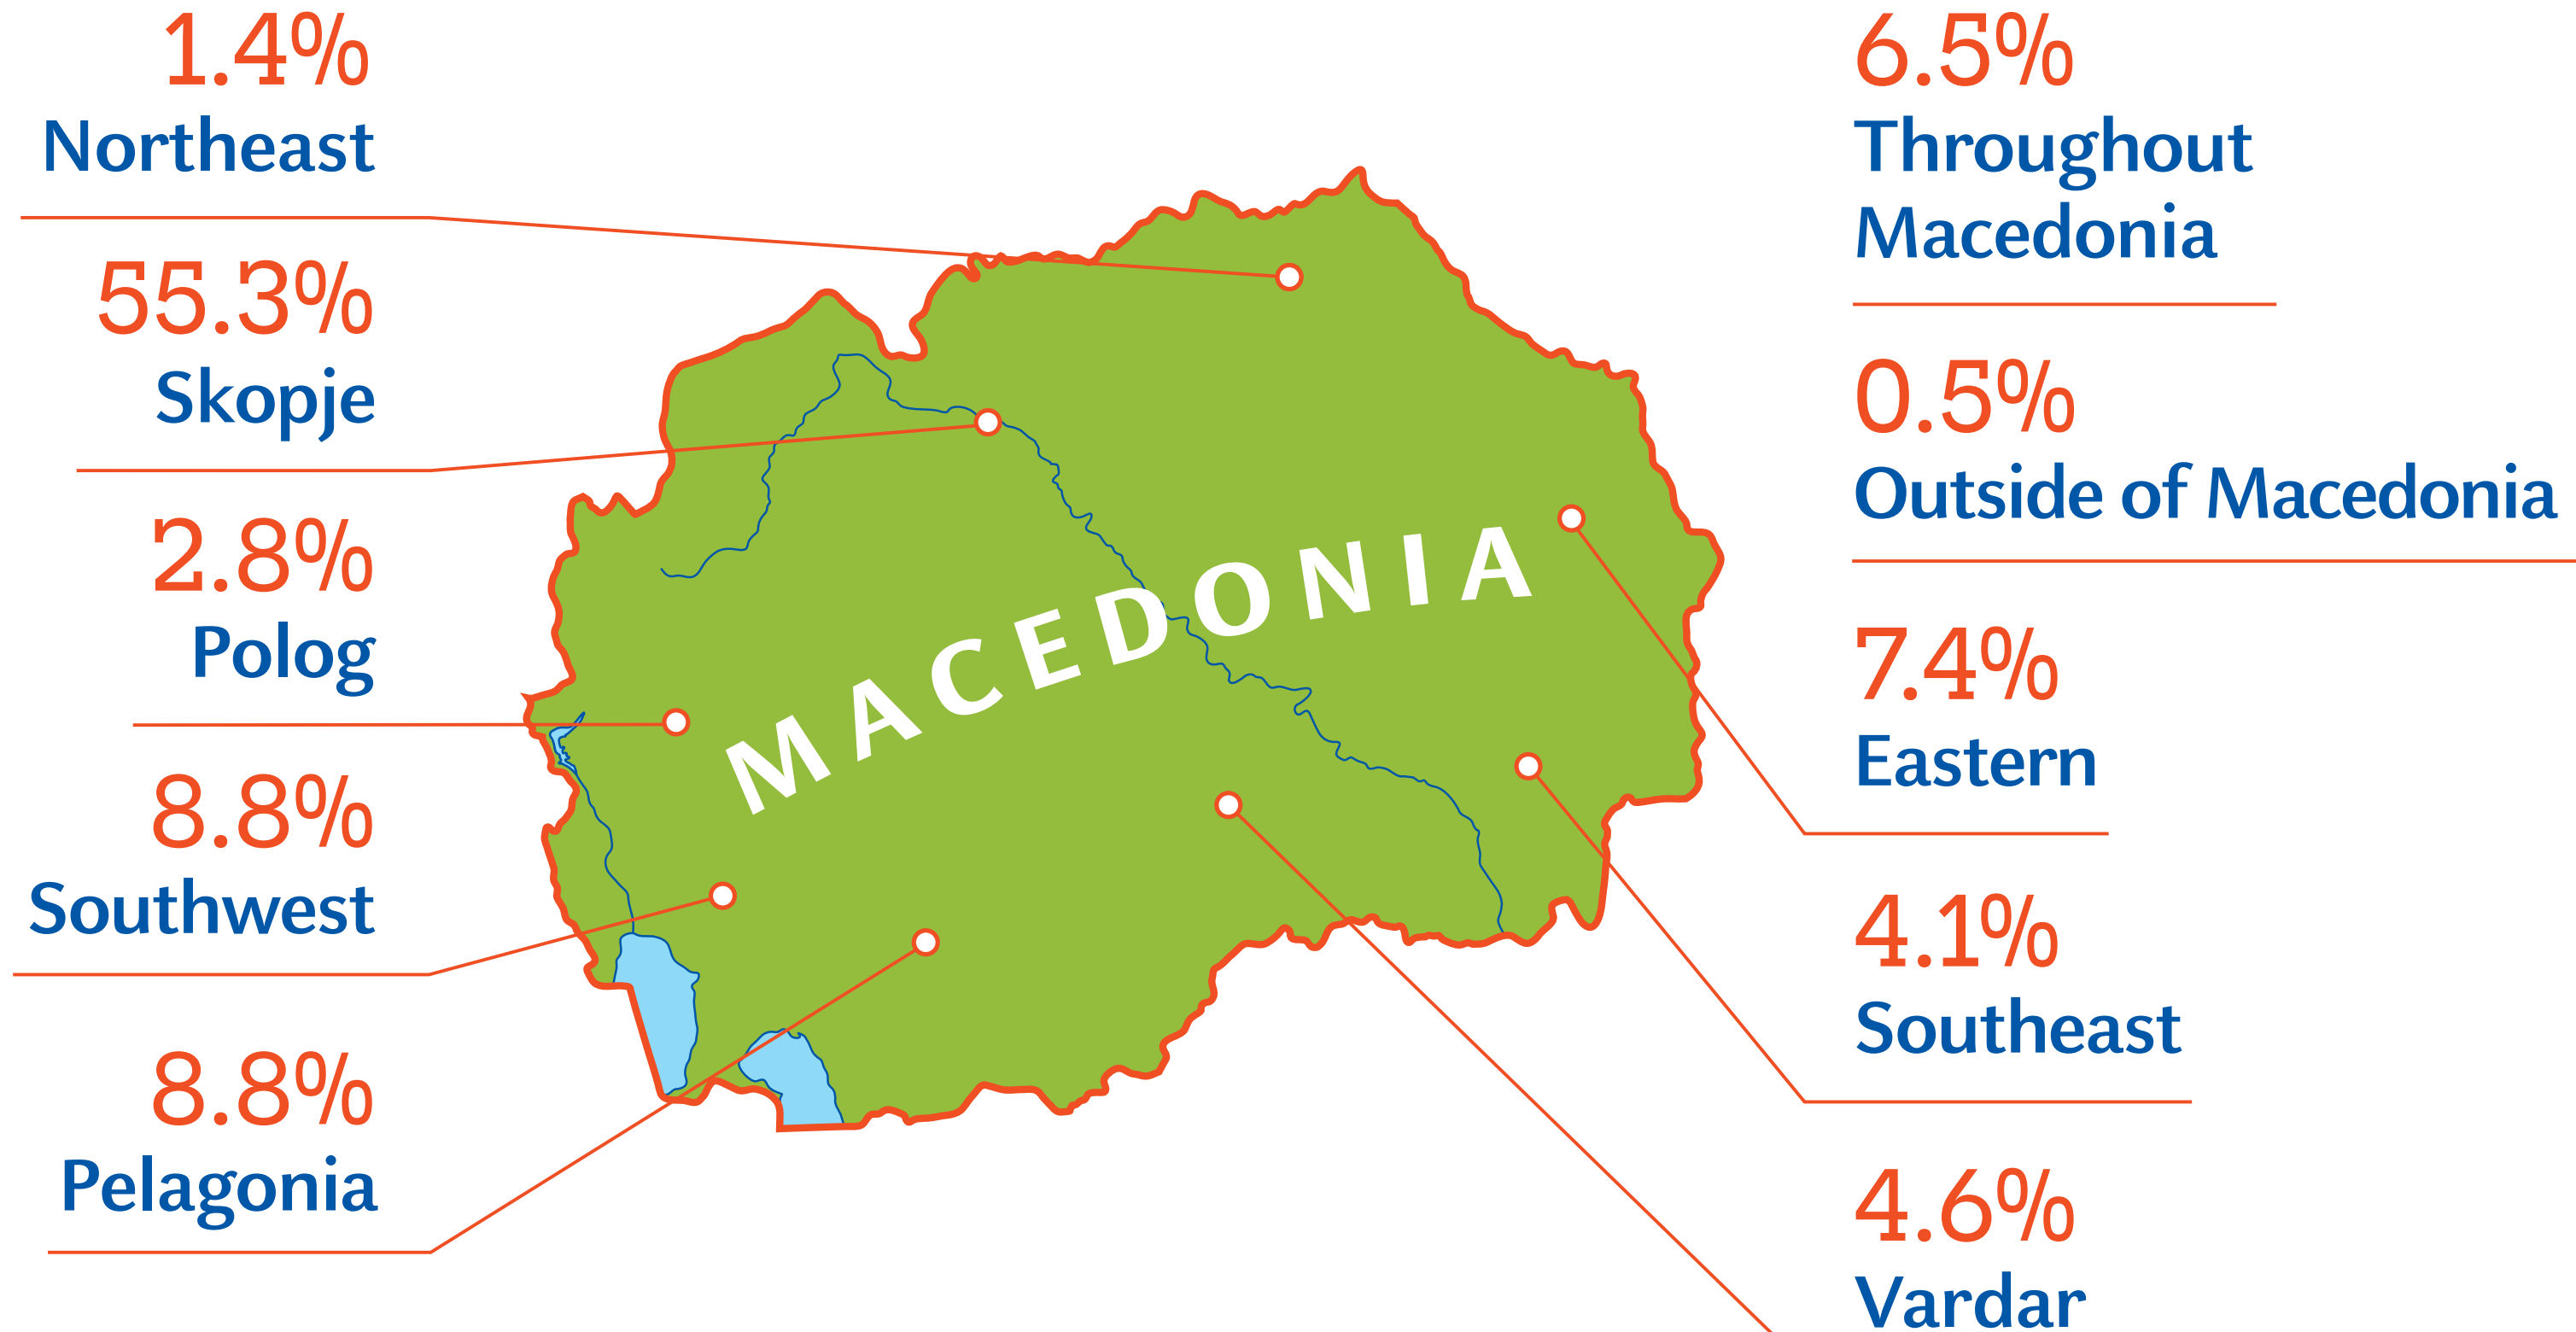 1.4%
Northeast
55.3%
Skopje
2.8%
Polog
8.8%
Southwest
8.8%
Pelagonia
MACEDONIA
6.5%
Throughout
Macedonia
0.5%
Outside of Macedonia
7.4%
Eastern
4.1%
Southeast
4.6%
Vardar